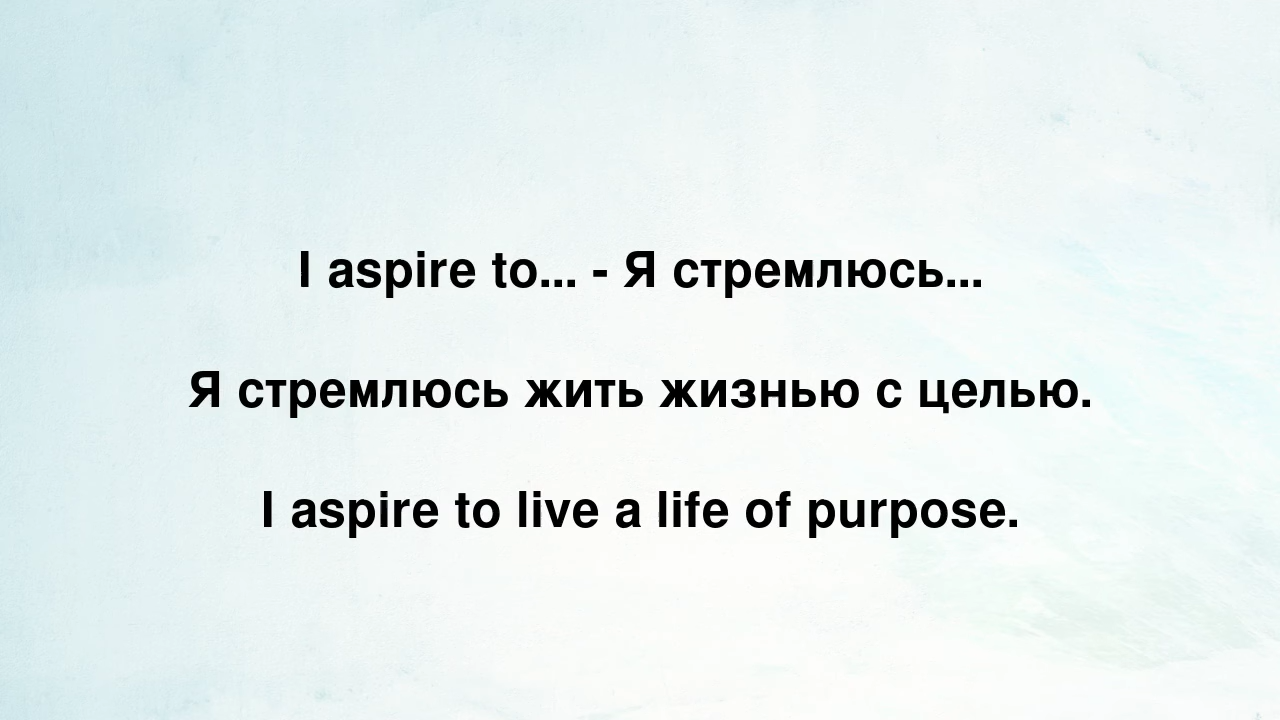 I aspire to... - Я стремлюсь...
Я стремлюсь жить жизнью с целью.
I aspire to live a life of purpose.